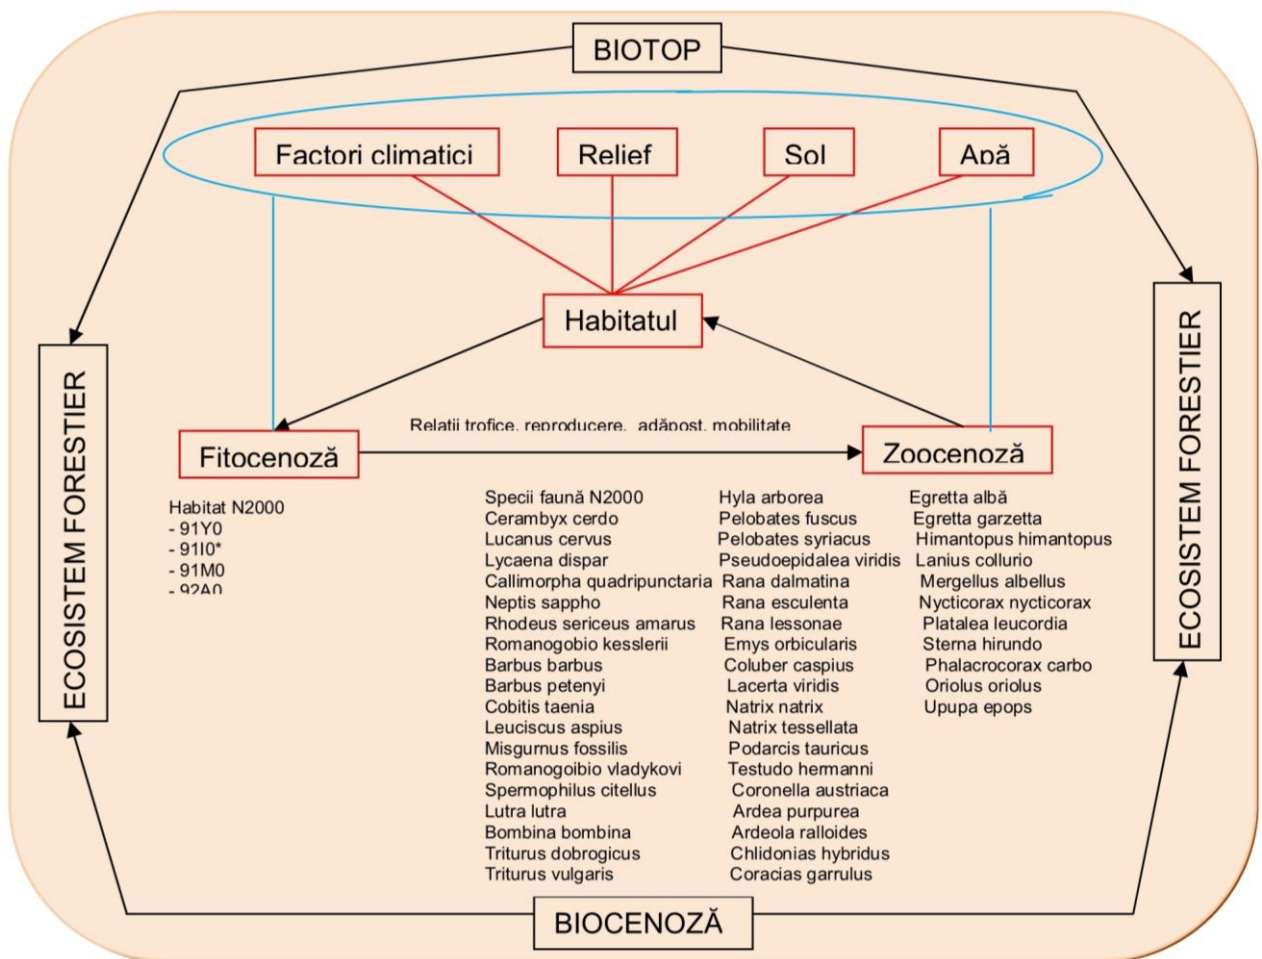 BIOTOP
Factori climatici
Relief
Sol
Apă
Habitatul
ECOSISTEM FORESTIER
ECOSISTEM FORESTIER
Relatii trofice, reproducere, adăpost, mobilitate
Fitocenoză
Zoocenoză
Habitat N2000
- 91Y0
- 91I0*
- 91M0
- 92A0
Specii faună N2000
Cerambyx cerdo
Lucanus cervus
Lycaena dispar
Callimorpha quadripunctaria
Neptis sappho
Rhodeus sericeus amarus
Romanogobio kesslerii
Barbus barbus
Barbus petenyi
Cobitis taenia
Leuciscus aspius
Misgurnus fossilis
Romanogoibio vladykovi
Spermophilus citellus
Lutra lutra
Bombina bombina
Triturus dobrogicus
Triturus vulgaris
Hyla arborea
Pelobates fuscus
Pelobates syriacus
Pseudoepidalea viridis
Rana dalmatina
Rana esculenta
Rana lessonae
Emys orbicularis
Coluber caspius
Lacerta viridis
Natrix natrix
Natrix tessellata
Podarcis tauricus
Testudo hermanni
Coronella austriaca
Ardea purpurea
Ardeola ralloides
Chlidonias hybridus
Coracias garrulus
Egretta albă
Egretta garzetta
Himantopus himantopus
Lanius collurio
Mergellus albellus
Nycticorax nycticorax
Platalea leucordia
Sterna hirundo
Phalacrocorax carbo
Oriolus oriolus
Upupa epops
BIOCENOZĂ